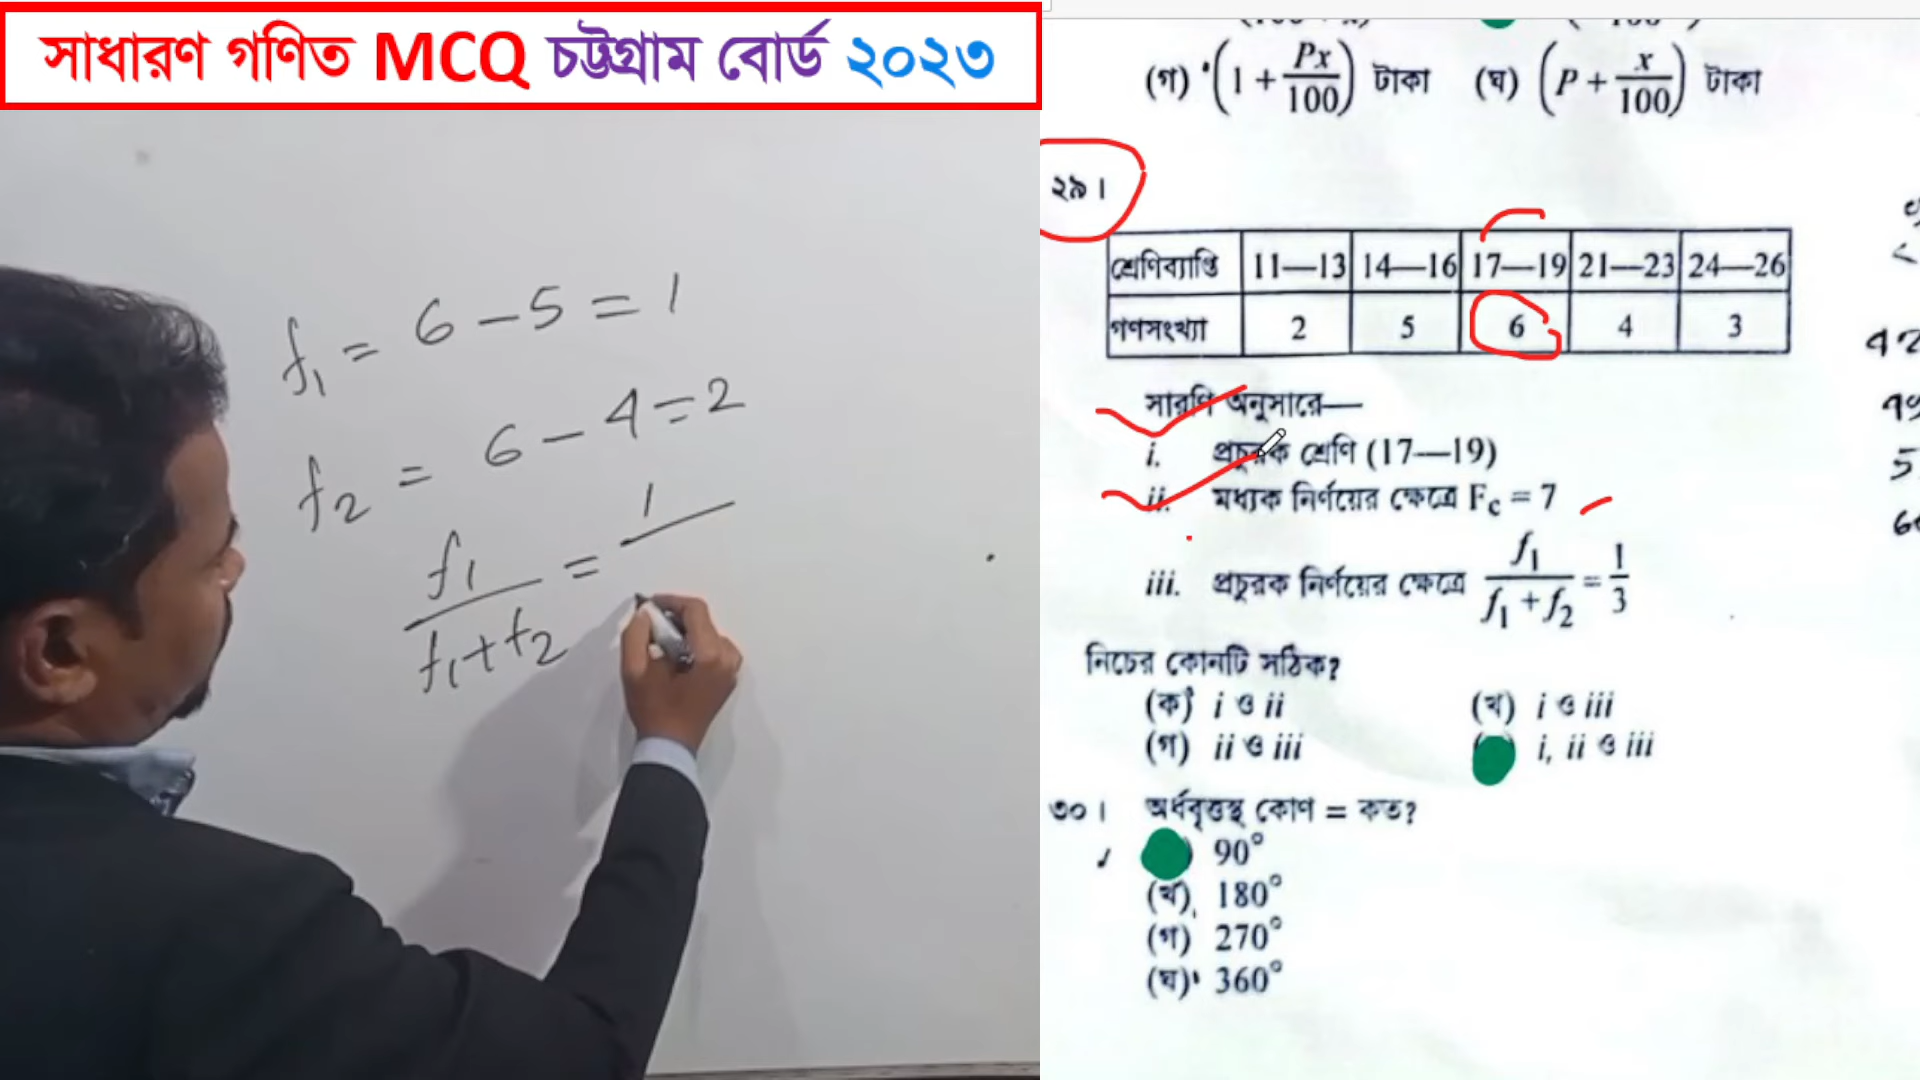 সাধারণ গণিত MCQ চট্টগ্রাম বোর্ড ২০২৩
f₁ = 6 – 5 = 1
f₂ = 6 – 4 = 2
f₁/f₁+f₂ = 1
(গ) (1 + Px/100) টাকা (ঘ) (P + x/100) টাকা
২৯।
শ্রেণিব্যাপ্তি 11—13 14—16 17—19 21—23 24—26
গণসংখ্যা 2 5 6 4 3
সারণি অনুসারে—
i. প্রচুরক শ্রেণি (17—19)
ii. মধ্যক নির্ণয়ের ক্ষেত্রে Fc = 7
iii. প্রচুরক নির্ণয়ের ক্ষেত্রে f₁/f₁ + f₂ = 1/3
নিচের কোনটি সঠিক?
(ক) i ও ii (খ) i ও iii
(গ) ii ও iii i, ii ও iii
৩০। অর্ধবৃত্তস্থ কোণ = কত?
90°
(খ) 180°
(গ) 270°
(ঘ) 360°